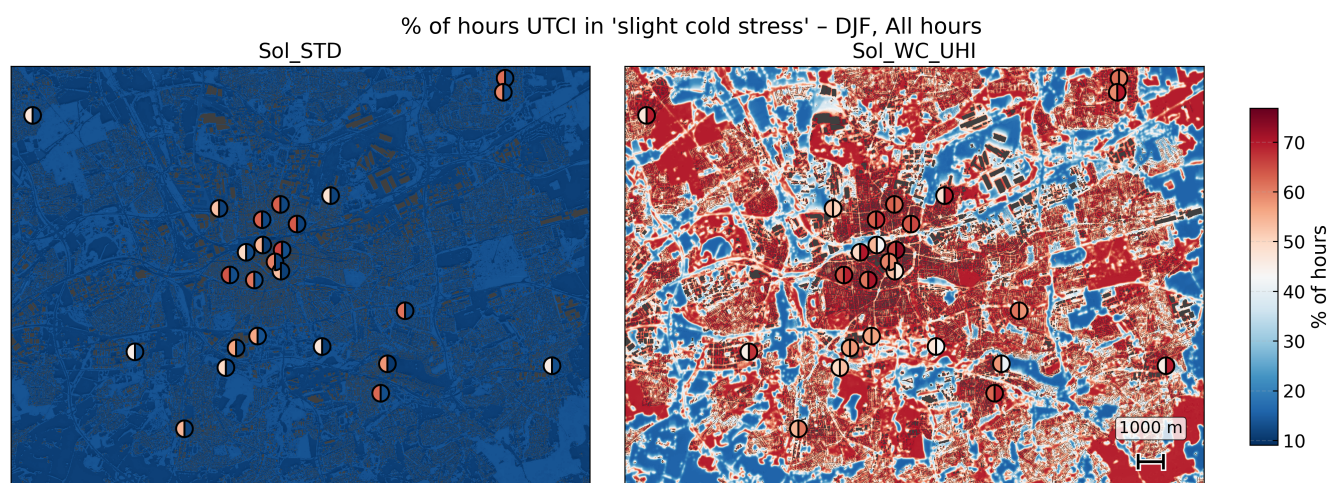 % of hours UTCI in 'slight cold stress' – DJF, All hours
Sol_STD
Sol_WC_UHI
70
60
50
40
30
20
10
% of hours
1000 m